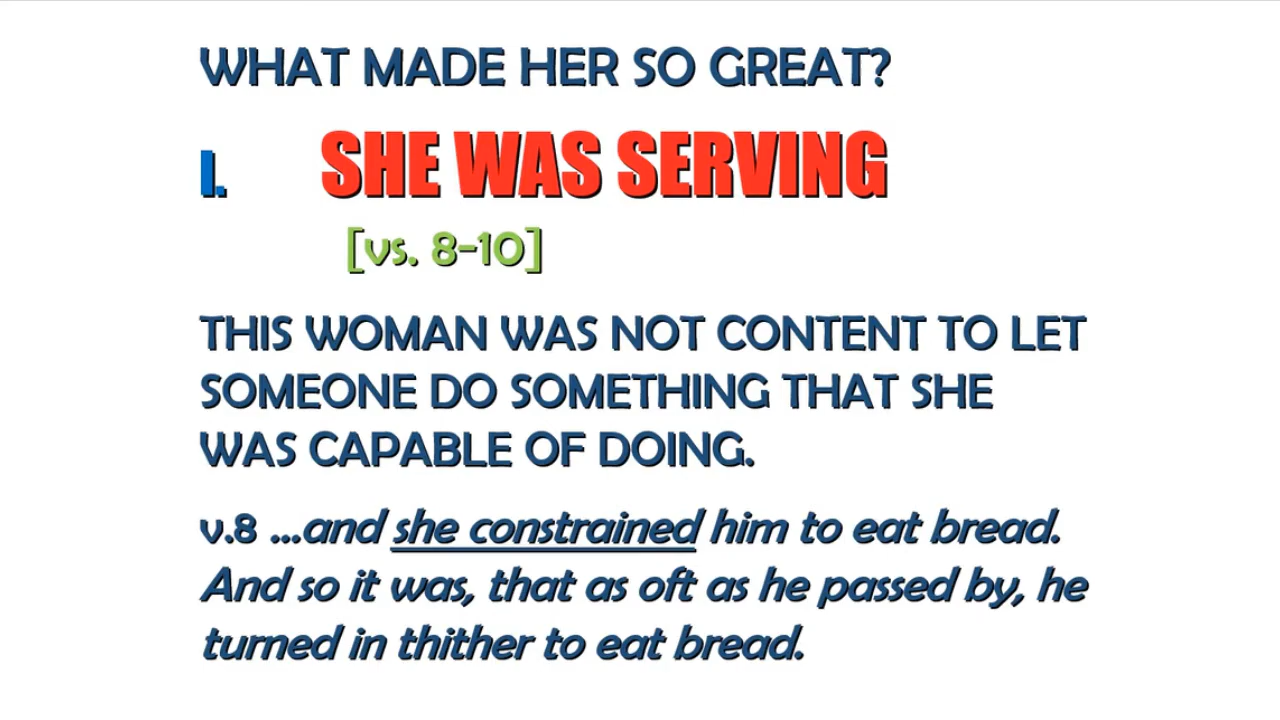 WHAT MADE HER SO GREAT?
I. SHE WAS SERVING
[vs. 8-10]
THIS WOMAN WAS NOT CONTENT TO LET
SOMEONE DO SOMETHING THAT SHE
WAS CAPABLE OF DOING.
v.8 ...and she constrained him to eat bread.
And so it was, that as oft as he passed by, he
turned in thither to eat bread.